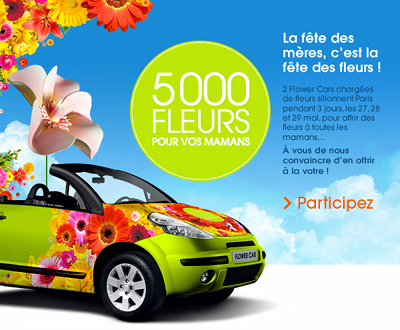 5 000
FLEURS
POUR VOS MAMANS
La fête des
mères, c'est la
fête des fleurs !
2 Flower Cars chargées
de fleurs sillonnent Paris
pendant 3 jours, les 27, 28
et 29 mai, pour offrir des
fleurs à toutes les
mamans...
À vous de nous
convaincre d'en offrir
à la votre !
> Participez
FLOWER CAR